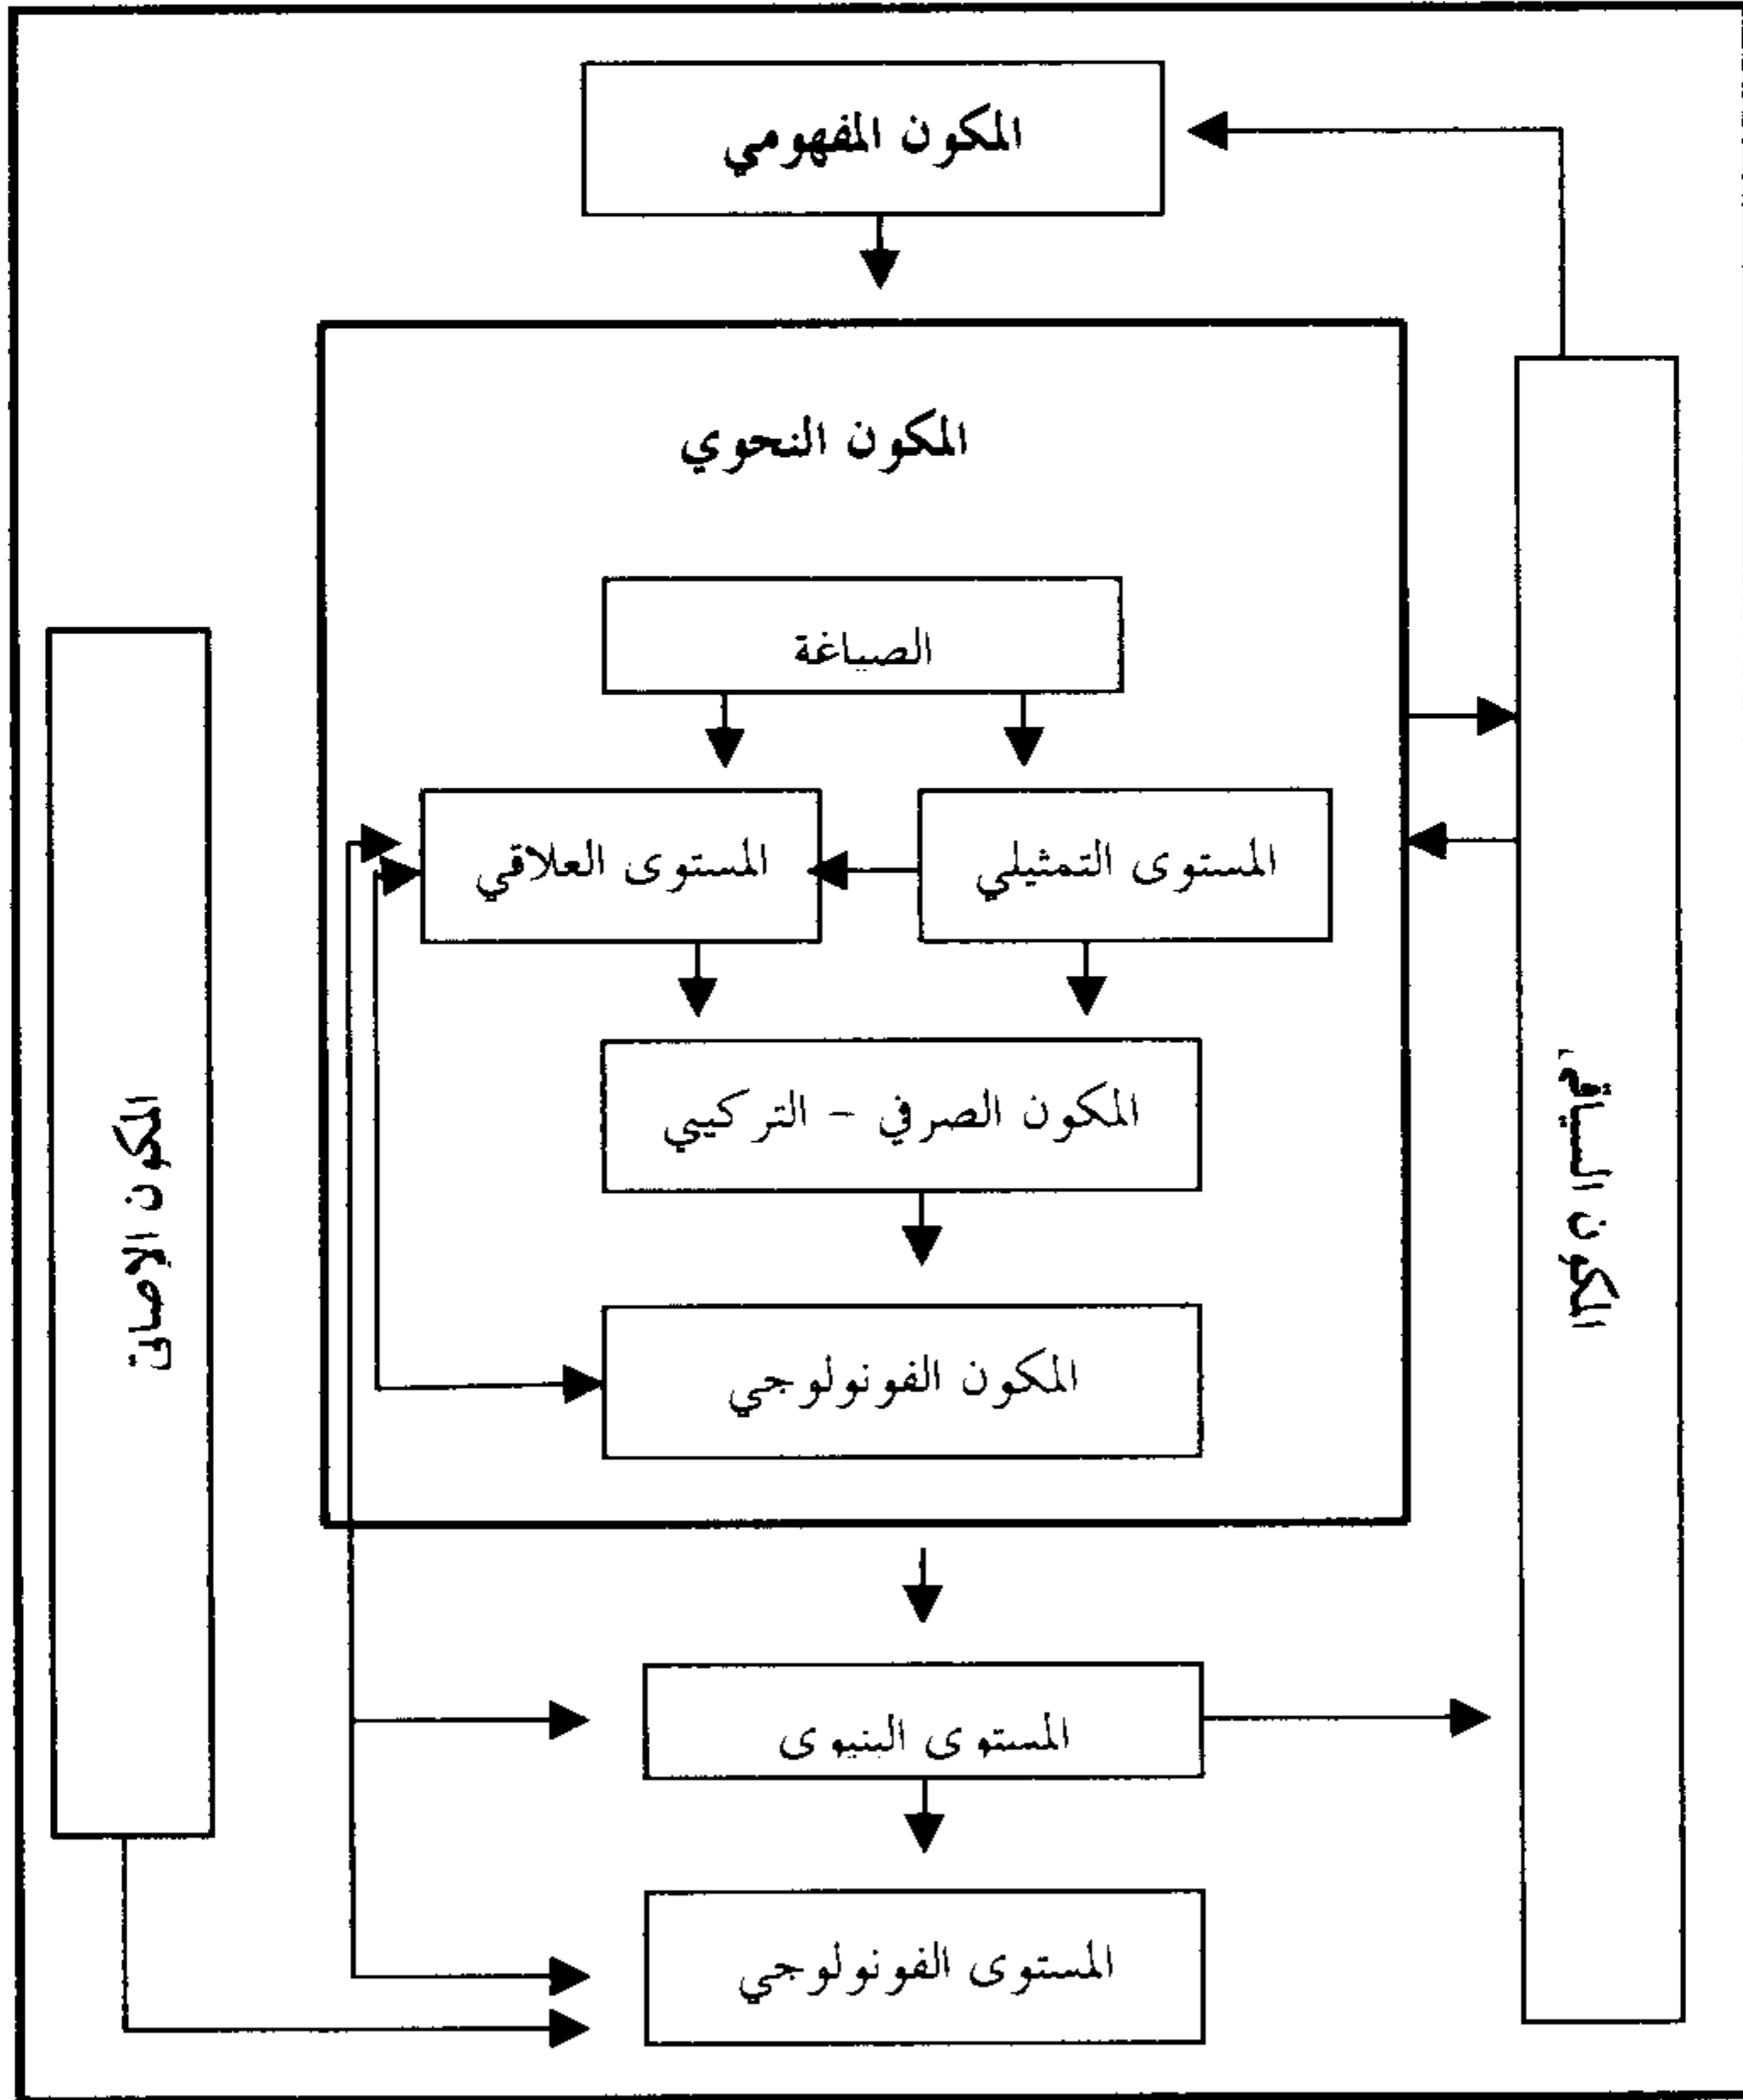 المكون المفهومي
المكون النحوي
الصياغة
المستوى التمثيلي
المستوى العلاقي
المكون الصرفي - التركيبي
المكون الفونولوجي
المكون السياقي
المكون الإصاتي
المستوى البنيوى
المستوى الفونولوجي